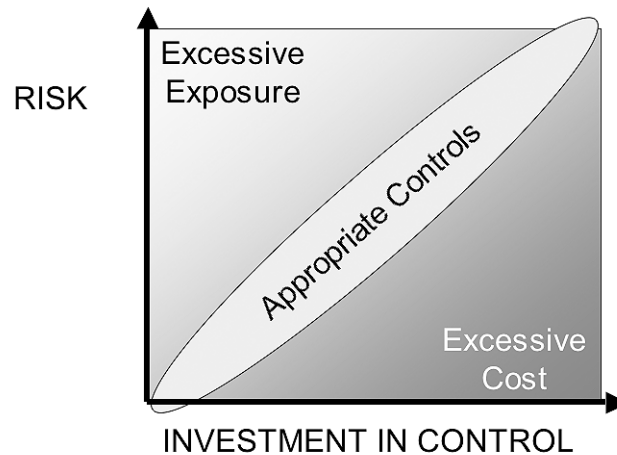 Excessive
Exposure
RISK
Appropriate Controls
Excessive
Cost
INVESTMENT IN CONTROL